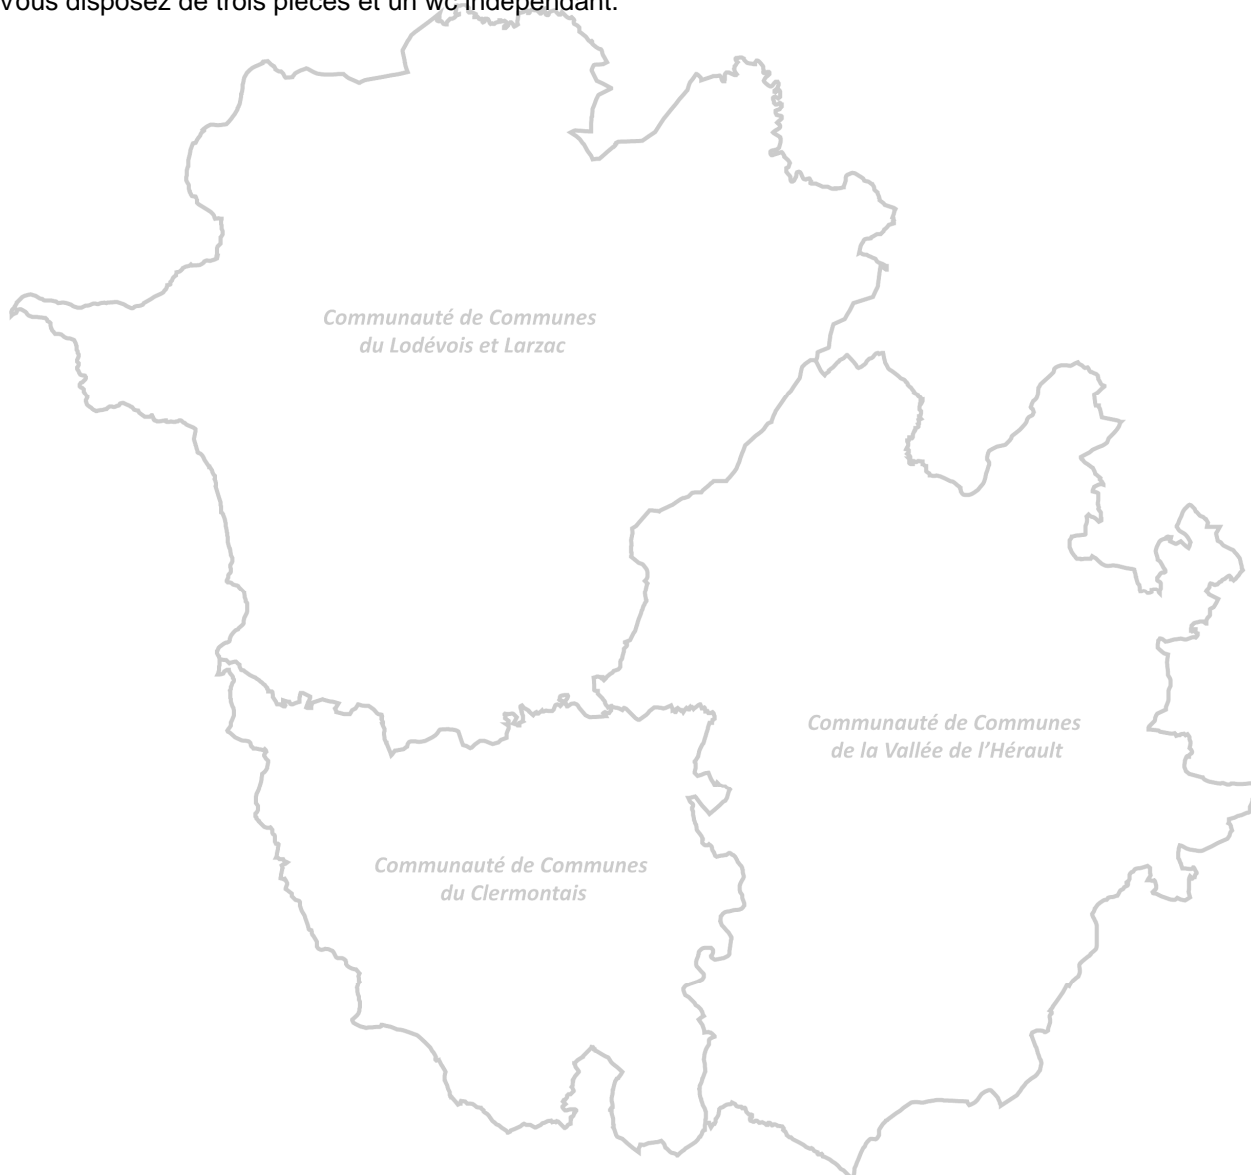 Vous disposez de trois pièces et un wc indépendant.
Communauté de Communes
du Lodévois et Larzac
Communauté de Communes
de la Vallée de l'Hérault
Communauté de Communes
du Clermontais